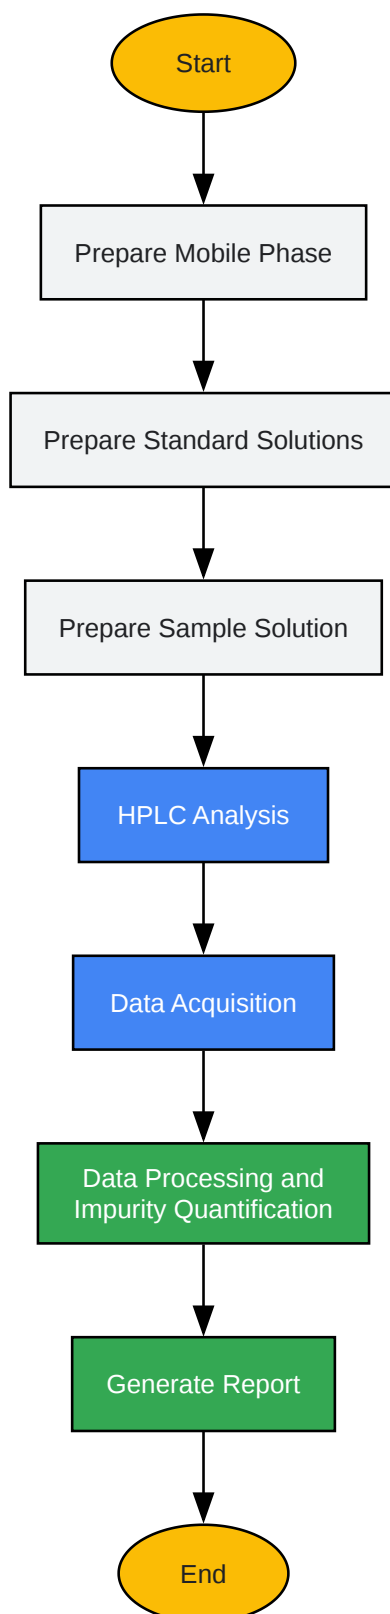 Start
Prepare Mobile Phase
Prepare Standard Solutions
Prepare Sample Solution
HPLC Analysis
Data Acquisition
Data Processing and
Impurity Quantification
Generate Report
End